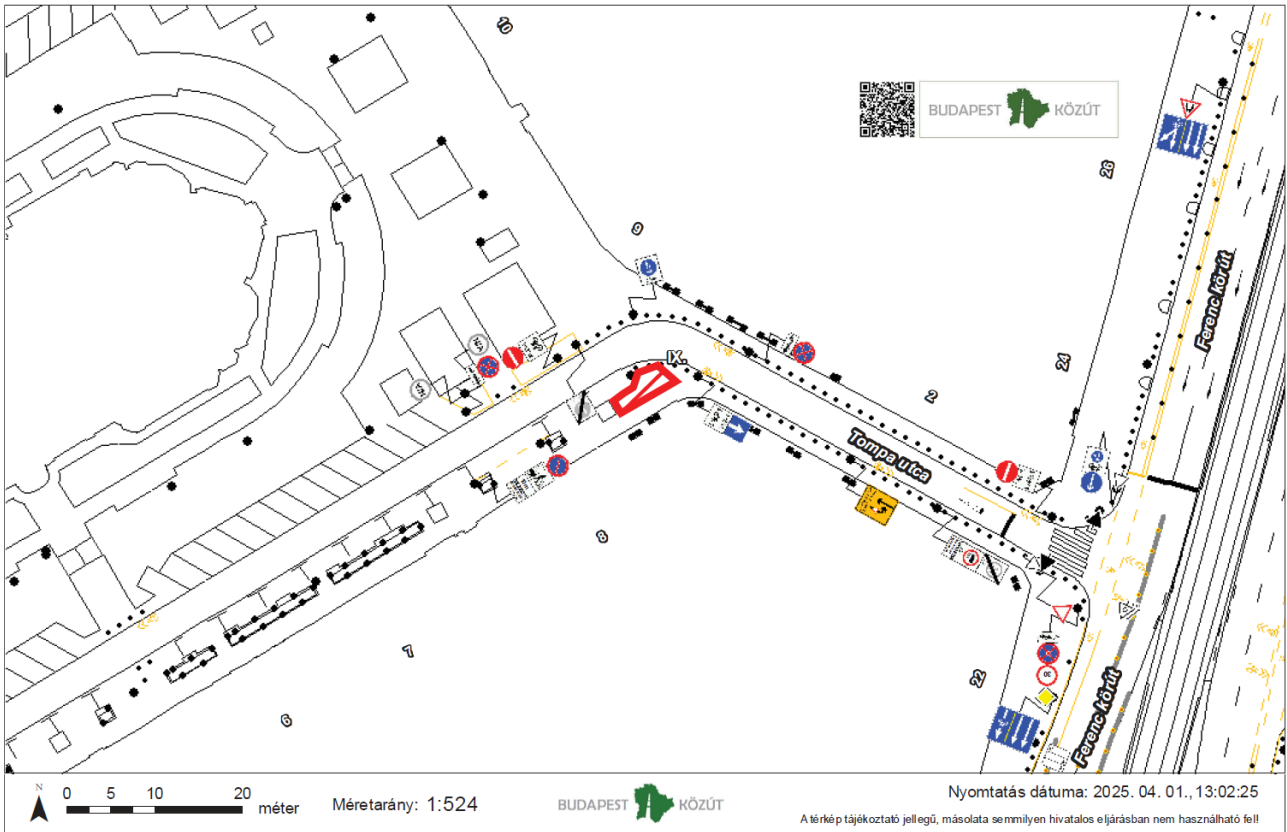 10
BUDAPEST KÖZÚT
26
9
Ferenc körút
IX.
24
2
Tompa utca
8
7
22
30
6
Ferenc körút
N
0 5 10 20 méter
Méretarány: 1:524
BUDAPEST KÖZÚT
Nyomtatás dátuma: 2025. 04. 01., 13:02:25
A térkép tájékoztató jellegű, másolata semmilyen hivatalos eljárásban nem használható fel!